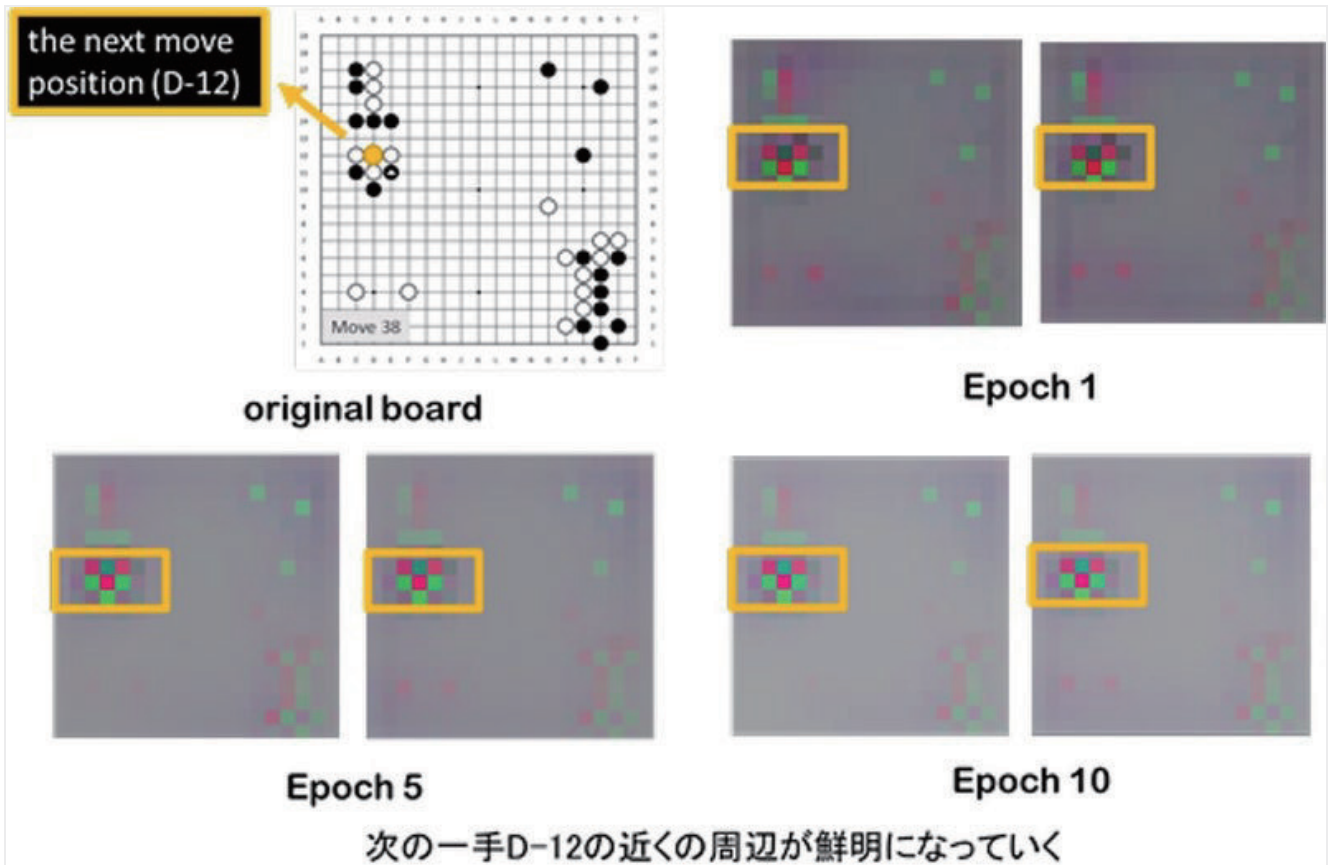 the next move
position (D-12)
Move 38
original board
Epoch 1
Epoch 5
Epoch 10
次の一手D-12の近くの周辺が鮮明になっていく